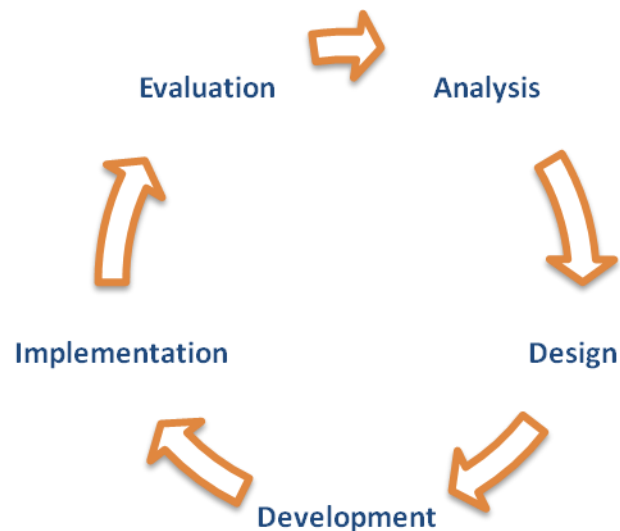 Evaluation
Analysis
Implementation
Design
Development